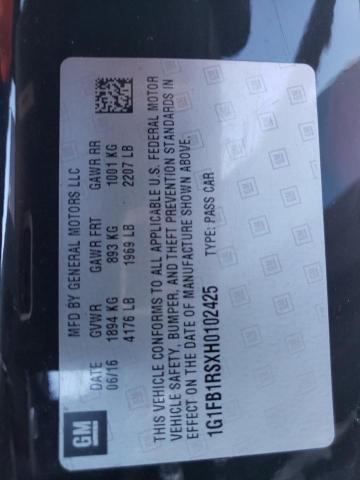 GM
MFD BY GENERAL MOTORS LLC
DATE GVWR GAWR FRT GAWR RR
06/16 1894 KG 893 KG 1001 KG
4176 LB 1969 LB 2207 LB
THIS VEHICLE CONFORMS TO ALL APPLICABLE U.S. FEDERAL MOTOR
VEHICLE SAFETY, BUMPER, AND THEFT PREVENTION STANDARDS IN
EFFECT ON THE DATE OF MANUFACTURE SHOWN ABOVE.
1G1FB1RSXH0102425 TYPE: PASS CAR